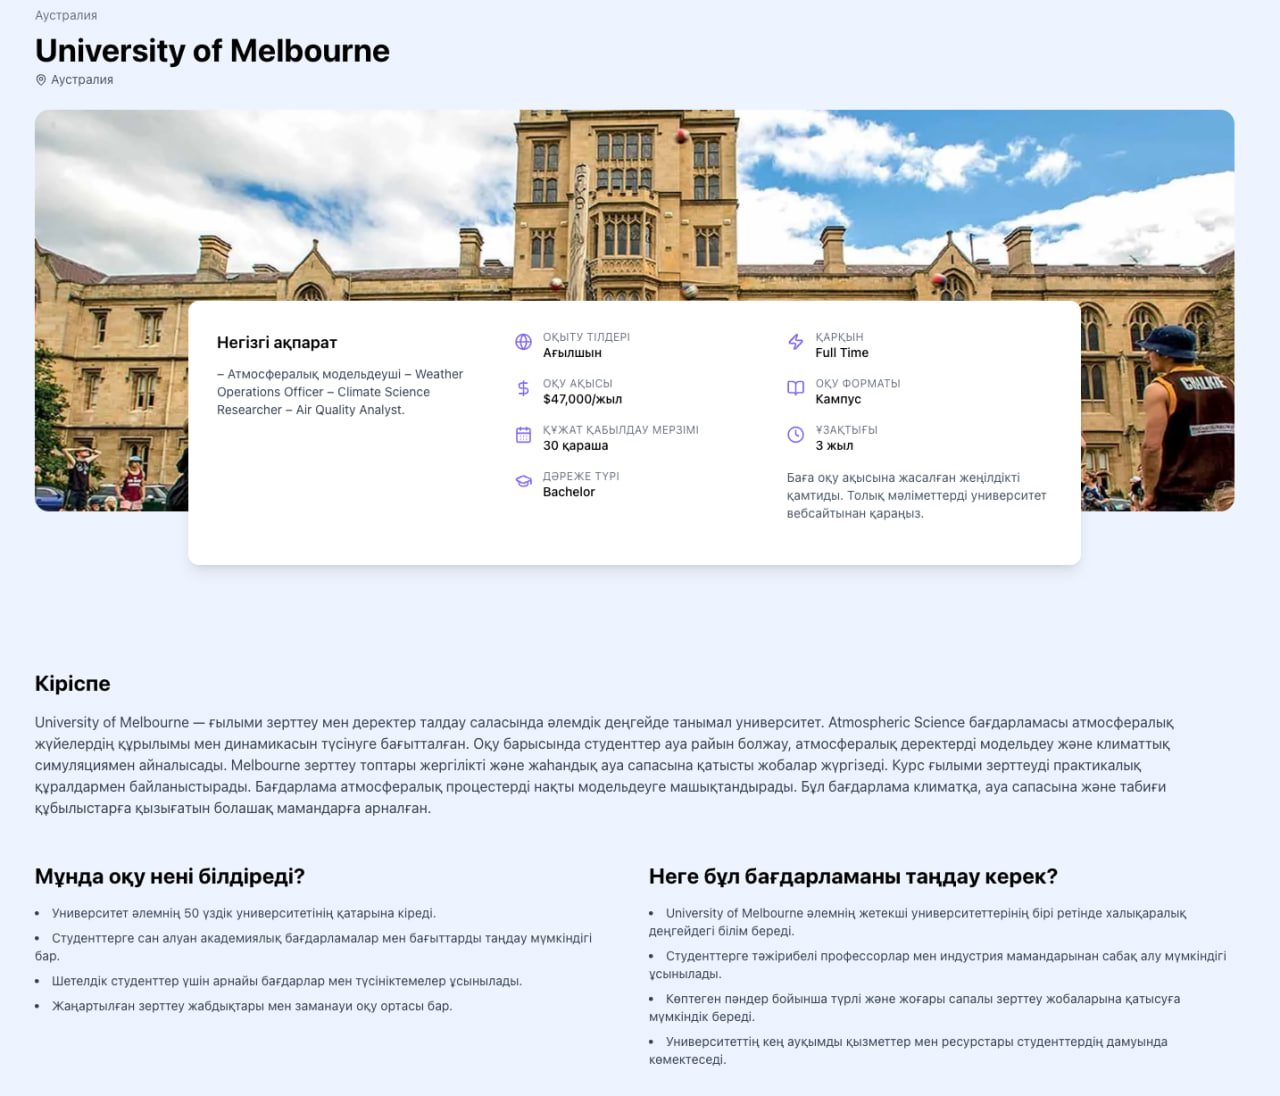 Аустралия
University of Melbourne
Аустралия
CHALKIE
Негізгі ақпарат
– Атмосфералық модельдеуші – Weather
Operations Officer – Climate Science
Researcher – Air Quality Analyst.
ОҚЫТУ ТІЛДЕРІ
Ағылшын
ОҚУ АҚЫСЫ
$47,000/жыл
ҚҰЖАТ ҚАБЫЛДАУ МЕРЗІМІ
30 қараша
ДӘРЕЖЕ ТҮРІ
Bachelor
ҚАРҚЫН
Full Time
ОҚУ ФОРМАТЫ
Кампус
ҰЗАҚТЫҒЫ
3 жыл
Баға оқу ақысына жасалған жеңілдікті
қамтиды. Толық мәліметтерді университет
вебсайтынан қараңыз.
Кіріспе
University of Melbourne — ғылыми зерттеу мен деректер талдау саласында әлемдік деңгейде танымал университет. Atmospheric Science бағдарламасы атмосфералық
жүйелердің құрылымы мен динамикасын түсінуге бағытталған. Оқу барысында студенттер ауа райын болжау, атмосфералық деректерді модельдеу және климаттық
симуляциямен айналысады. Melbourne зерттеу топтары жергілікті және жаһандық ауа сапасына қатысты жобалар жүргізеді. Курс ғылыми зерттеуді практикалық
құралдармен байланыстырады. Бағдарлама атмосфералық процестерді нақты модельдеуге машықтандырады. Бұл бағдарлама климатқа, ауа сапасына және табиғи
құбылыстарға қызығатын болашақ мамандарға арналған.
Мұнда оқу нені білдіреді?
• Университет әлемнің 50 үздік университетінің қатарына кіреді.
• Студенттерге сан алуан академиялық бағдарламалар мен бағыттарды таңдау мүмкіндігі
бар.
• Шетелдік студенттер үшін арнайы бағдарлар мен түсініктемелер ұсынылады.
• Жаңартылған зерттеу жабдықтары мен заманауи оқу ортасы бар.
Неге бұл бағдарламаны таңдау керек?
• University of Melbourne әлемнің жетекші университеттерінің бірі ретінде халықаралық
деңгейдегі білім береді.
• Студенттерге тәжірибелі профессорлар мен индустрия мамандарынан сабақ алу мүмкіндігі
ұсынылады.
• Көптеген пәндер бойынша түрлі және жоғары сапалы зерттеу жобаларына қатысуға
мүмкіндік береді.
• Университеттің кең ауқымды қызметтер мен ресурстары студенттердің дамуында
көмектеседі.